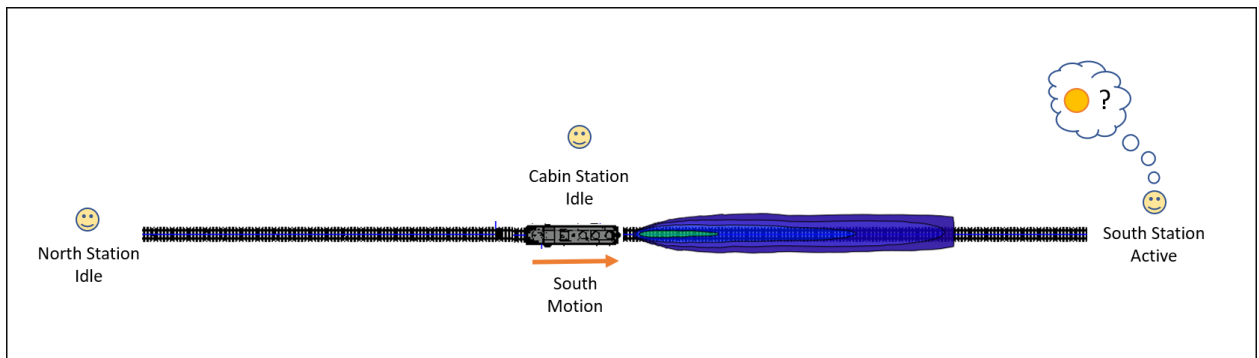 ?
Cabin Station
Idle
North Station
Idle
South Station
Active
South
Motion